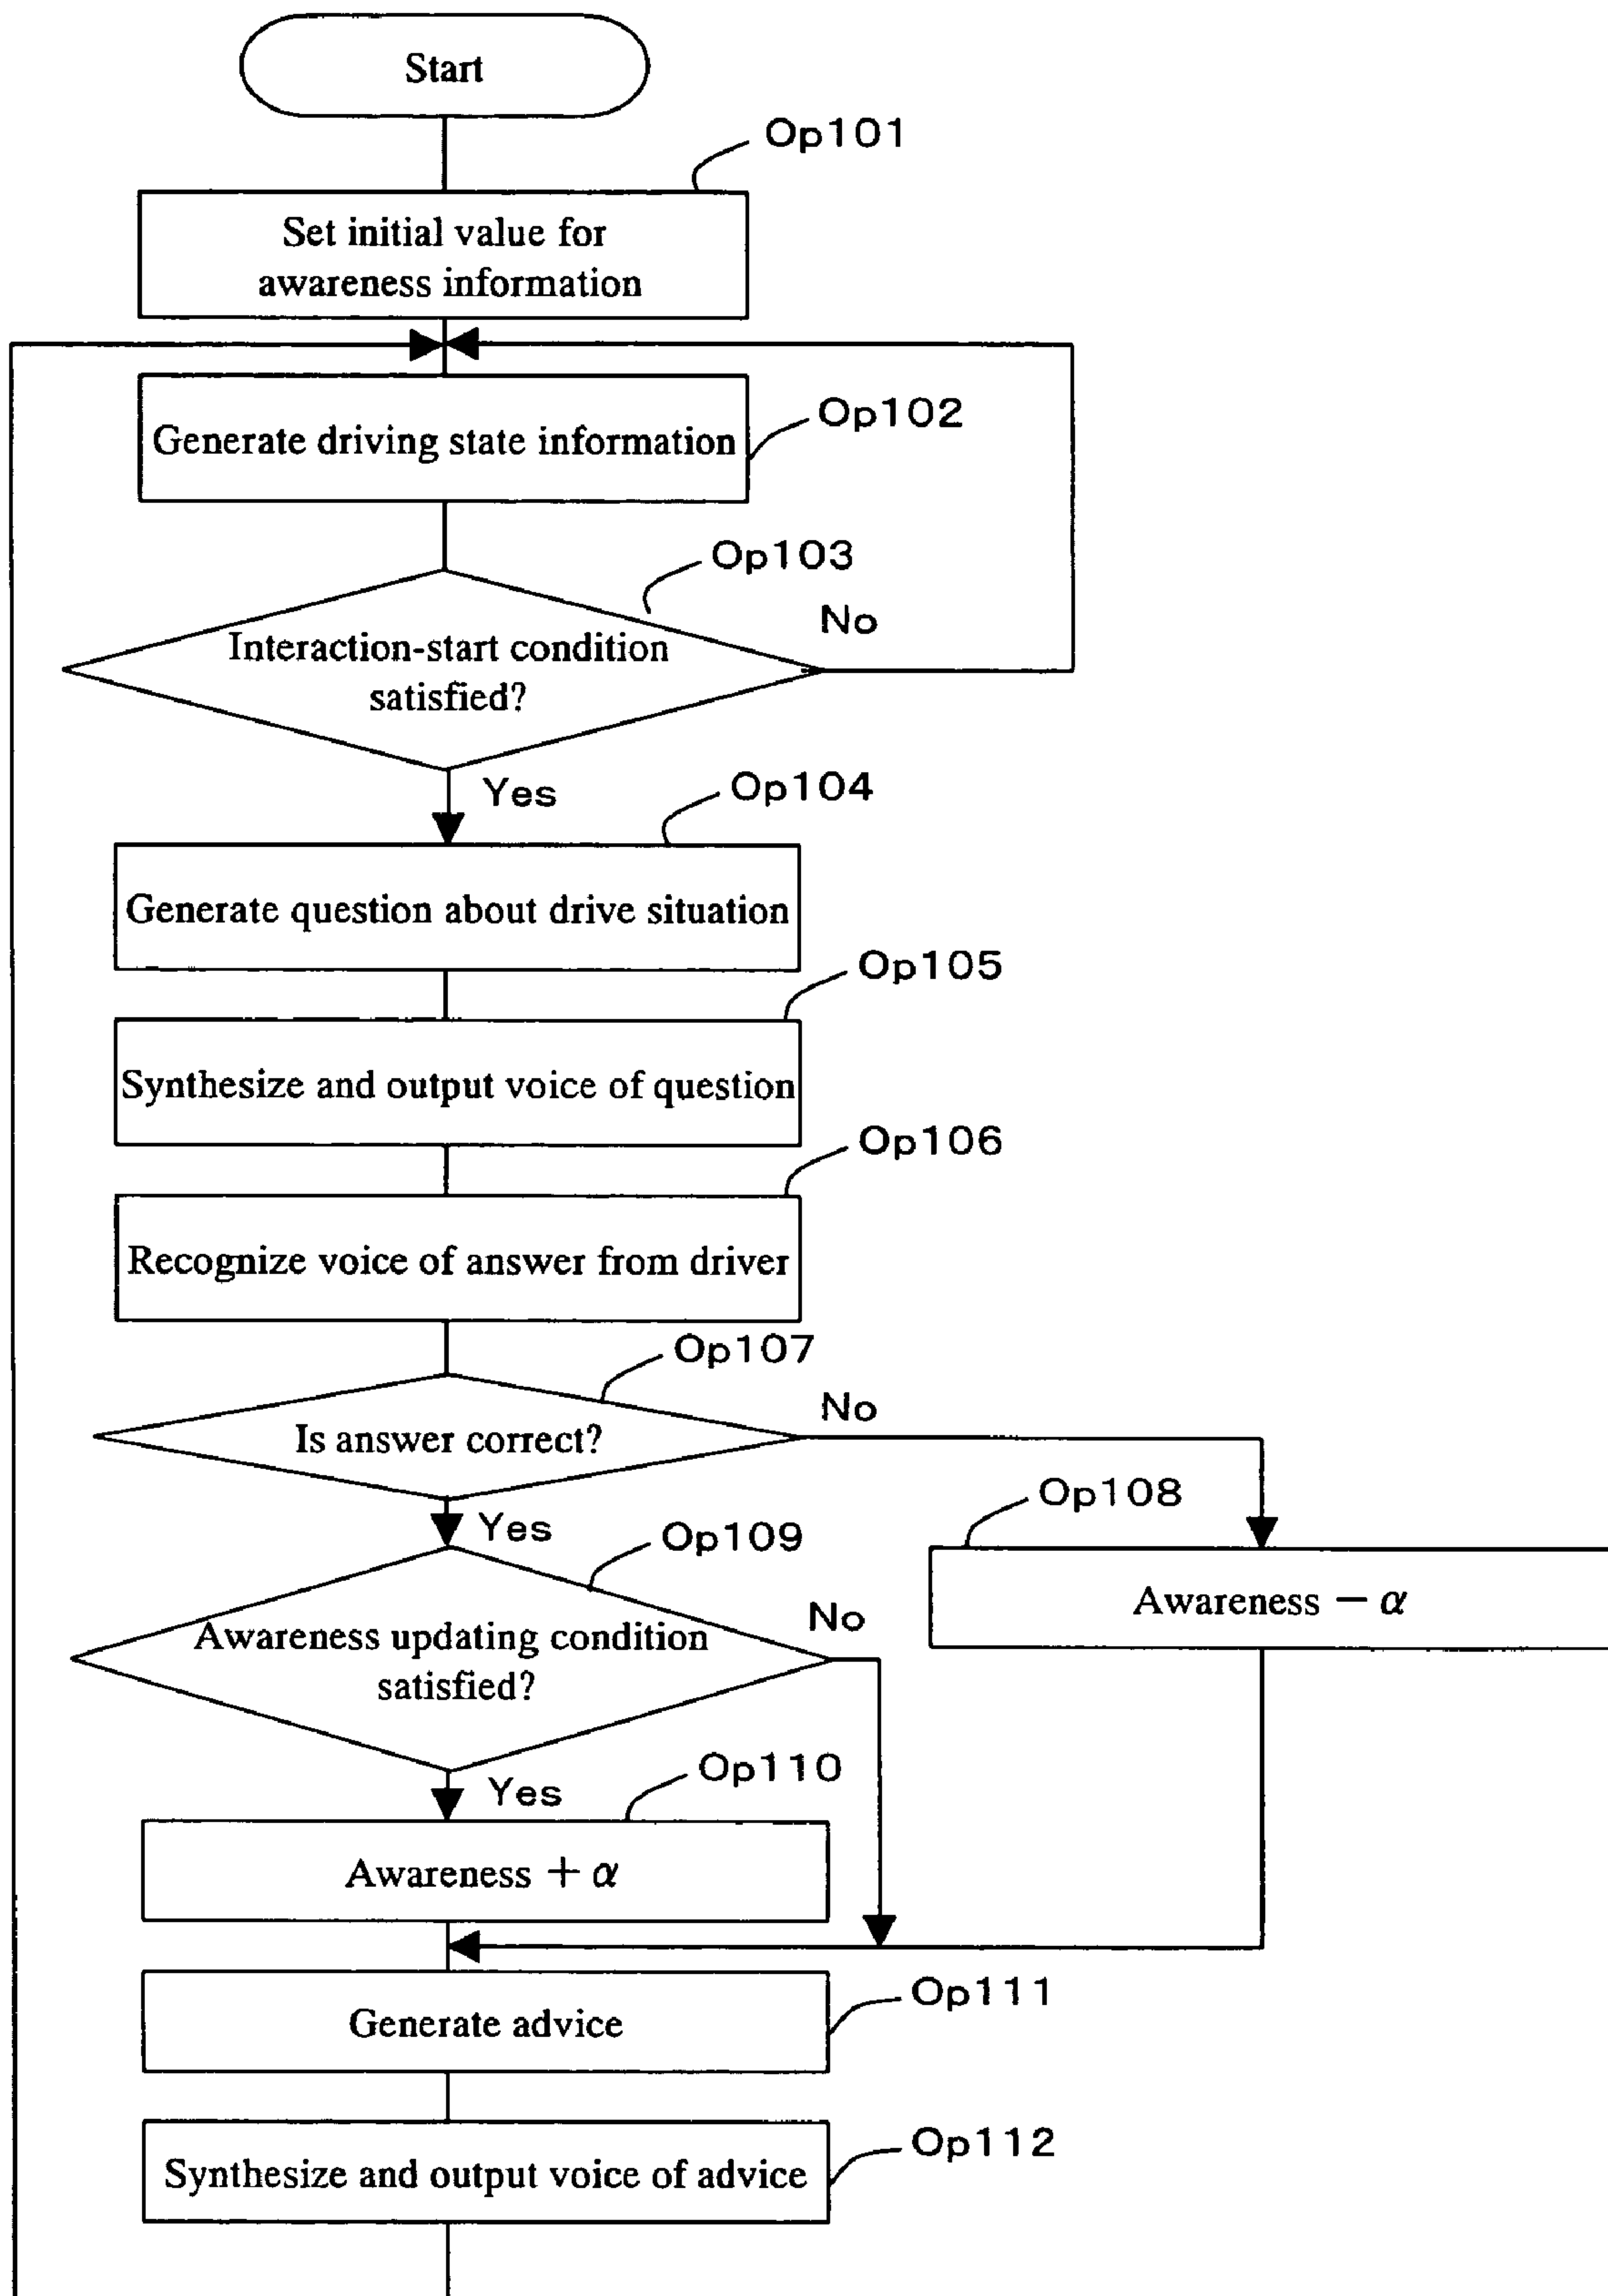 Start
Op101
Set initial value for
awareness information
Op102
Generate driving state information
Op103
No
Interaction-start condition
satisfied?
Yes
Op104
Generate question about drive situation
Op105
Synthesize and output voice of question
Op106
Recognize voice of answer from driver
Op107
No
Is answer correct?
Op108
Yes
Op109
Awareness − α
No
Awareness updating condition
satisfied?
Op110
Yes
Awareness + α
Op111
Generate advice
Op112
Synthesize and output voice of advice